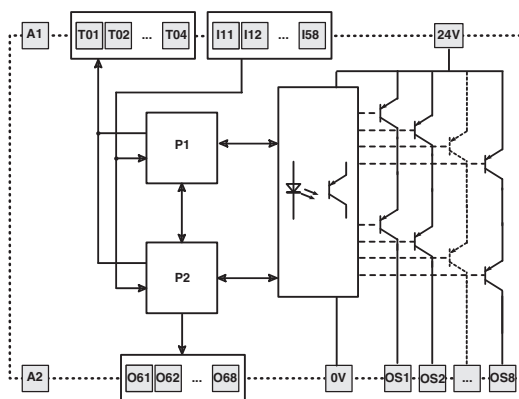 A1 T01 T02 ... T04 I11 I12 ... I58 24V
P1
P2
A2 O61 O62 ... O68 0V OS1 OS2 ... OS8